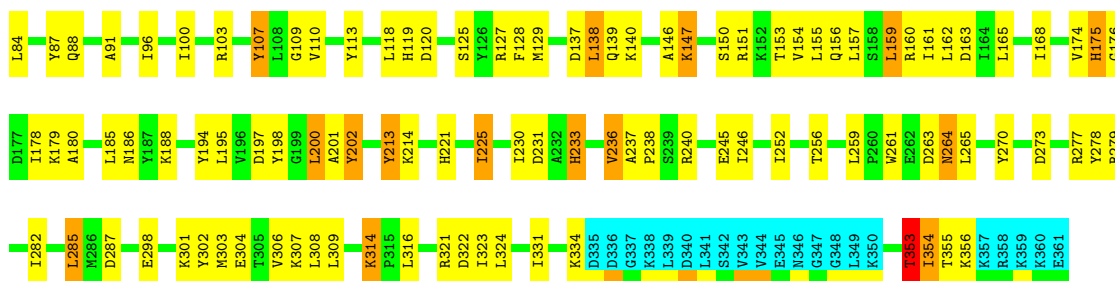 L84 Y87 Q88 A91 I96 I100 R103 Y107 L108 G109 V110 Y113 L118 H119 D120 S125 Y126 R127 F128 M129 D137 L138 Q139 K140 A146 K147 S150 R151 K152 T153 V154 L155 Q156 L157 S158 L159 R160 I161 L162 D163 I164 L165 I168 V174 H175 G176
D177 I178 K179 A180 L185 N186 Y187 K188 Y194 L195 V196 D197 Y198 G199 L200 A201 Y202 Y213 K214 H221 I225 I230 D231 A232 H233 V236 A237 P238 S239 R240 E245 I246 I252 T256 L259 P260 W261 E262 D263 N264 L265 Y270 D273 R277 Y278
I282 L285 M286 D287 E298 K301 Y302 M303 E304 T305 V306 K307 L308 L309 K314 P315 L316 R321 D322 I323 L324 I331 K334 D335 D336 G337 K338 L339 D340 L341 S342 V343 V344 E345 N346 G347 G348 L349 K350 T353 I354 T355 K356 K357 R358 K359 K360 E361